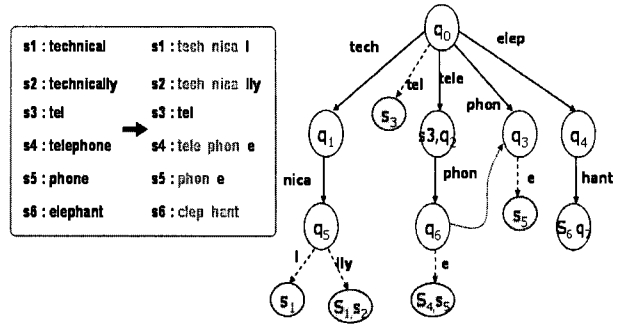 s1 : technical s1 : tech nica l
s2 : technically s2 : tech nica lly
s3 : tel s3 : tel
s4 : telephone s4 : tele phon e
s5 : phone s5 : phon e
s6 : elephant s6 : elep hant
q0
tech tel tele phon elep
q1 s3 s3,q2 q3 q4
nica phon e hant
q5 q6 s5 S6 q7
l lly e
s1 S1,s2 S4,s5